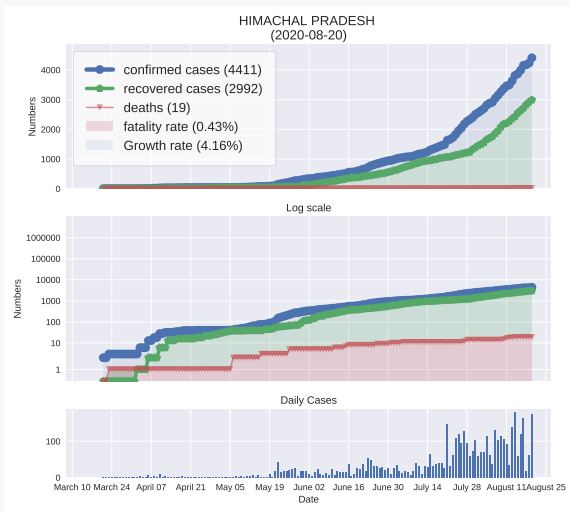 HIMACHAL PRADESH
(2020-08-20)
confirmed cases (4411)
recovered cases (2992)
deaths (19)
fatality rate (0.43%)
Growth rate (4.16%)
Numbers
4000
3000
2000
1000
0
Log scale
Numbers
1000000
100000
10000
1000
100
10
1
Daily Cases
100
0
March 10 March 24 April 07 April 21 May 05 May 19 June 02 June 16 June 30 July 14 July 28 August 11 August 25
Date